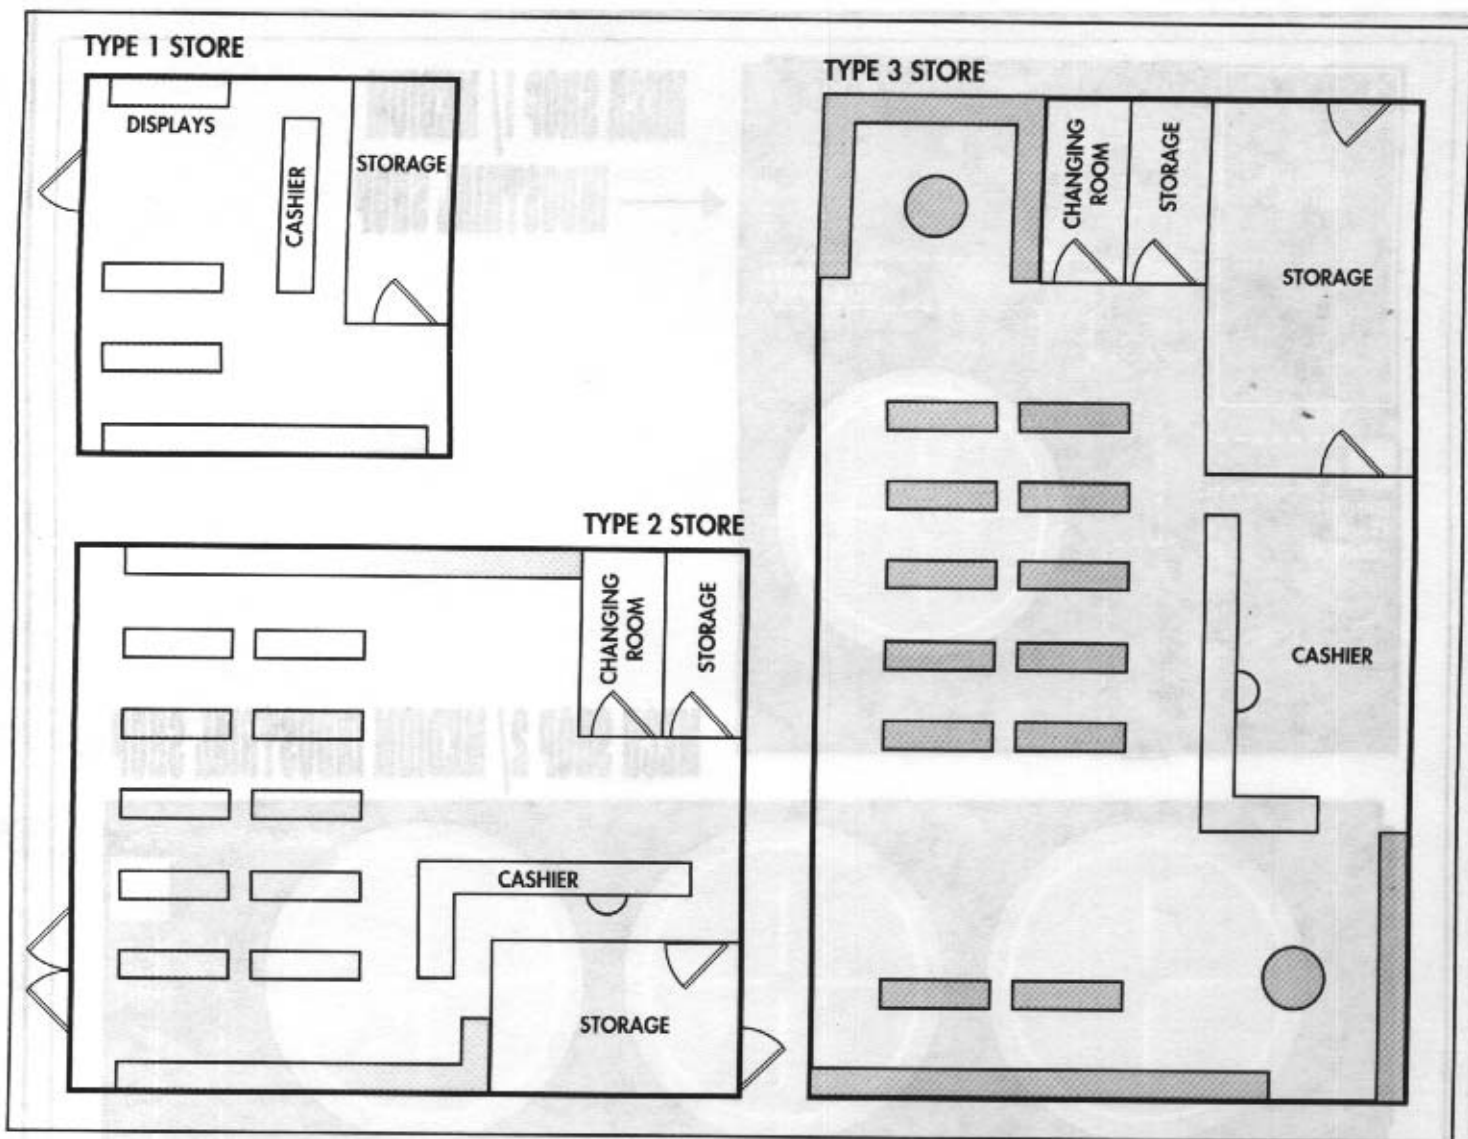 TYPE 1 STORE
DISPLAYS
CASHIER
STORAGE
TYPE 2 STORE
CHANGING
ROOM
STORAGE
CASHIER
STORAGE
TYPE 3 STORE
CHANGING
ROOM
STORAGE
STORAGE
CASHIER